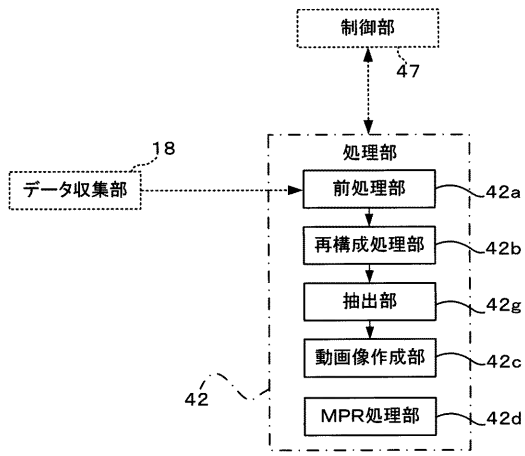 制御部
47
18
処理部
データ収集部
前処理部
42a
再構成処理部
42b
抽出部
42g
動画像作成部
42c
42
MPR処理部
42d